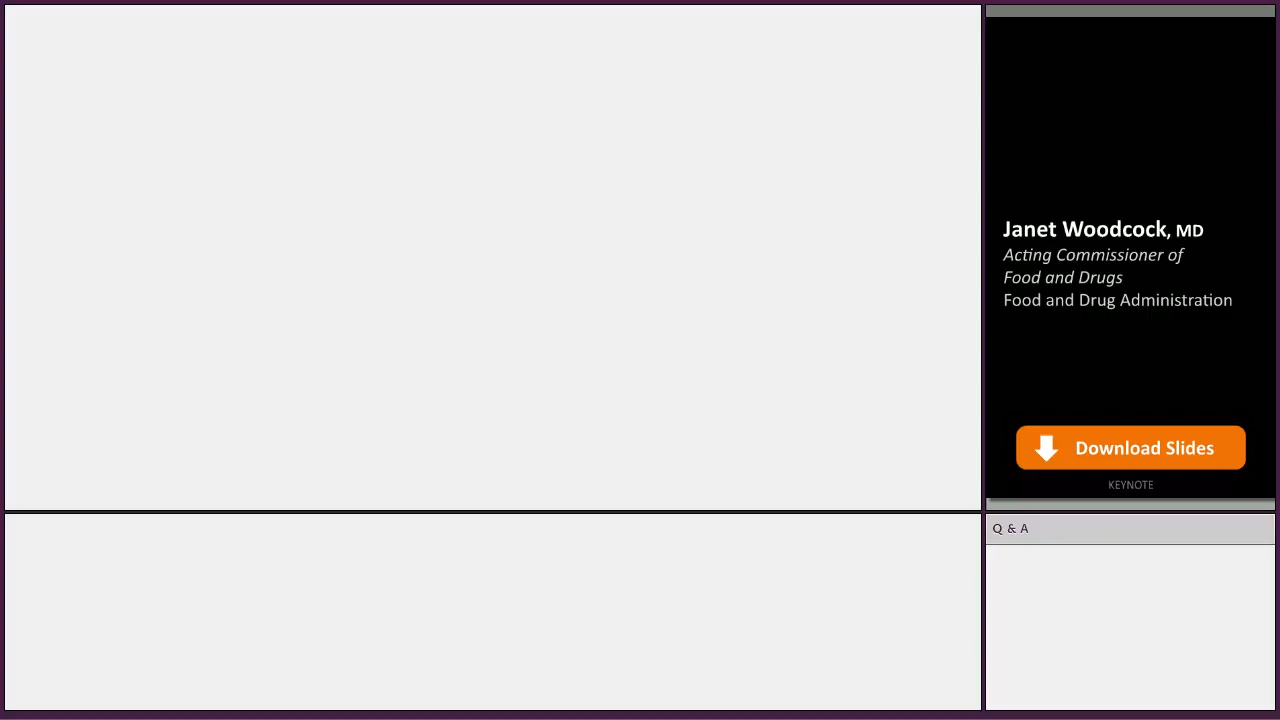 Janet Woodcock, MD
Acting Commissioner of
Food and Drugs
Food and Drug Administration
Download Slides
KEYNOTE
Q & A